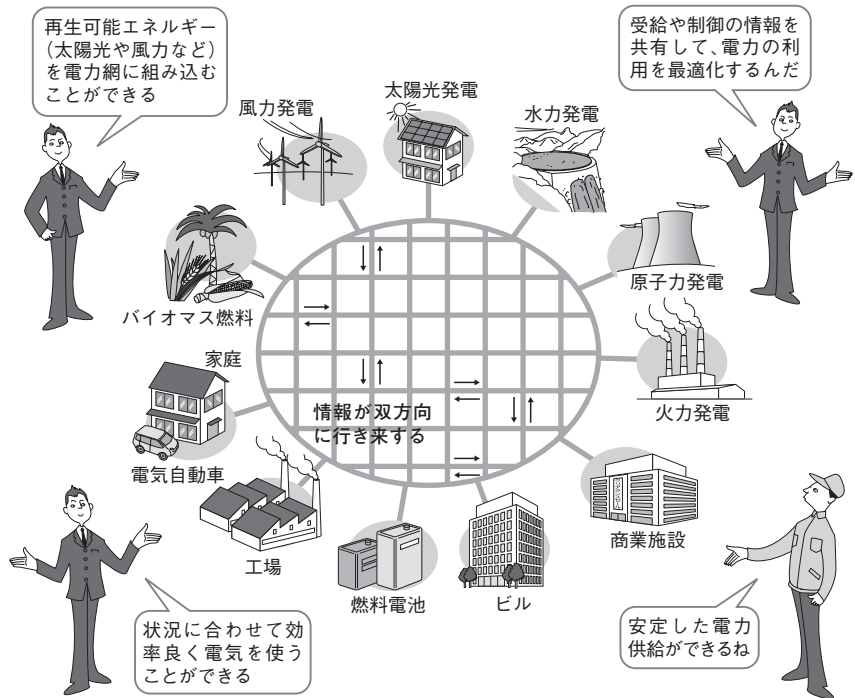 再生可能エネルギー
(太陽光や風力など)
を電力網に組み込む
ことができる
受給や制御の情報を
共有して、電力の利
用を最適化するんだ
風力発電
太陽光発電
水力発電
原子力発電
バイオマス燃料
火力発電
家庭
電気自動車
情報が双方向
に行き来する
工場
燃料電池
ビル
商業施設
状況に合わせて効
率良く電気を使う
ことができる
安定した電力
供給ができるね